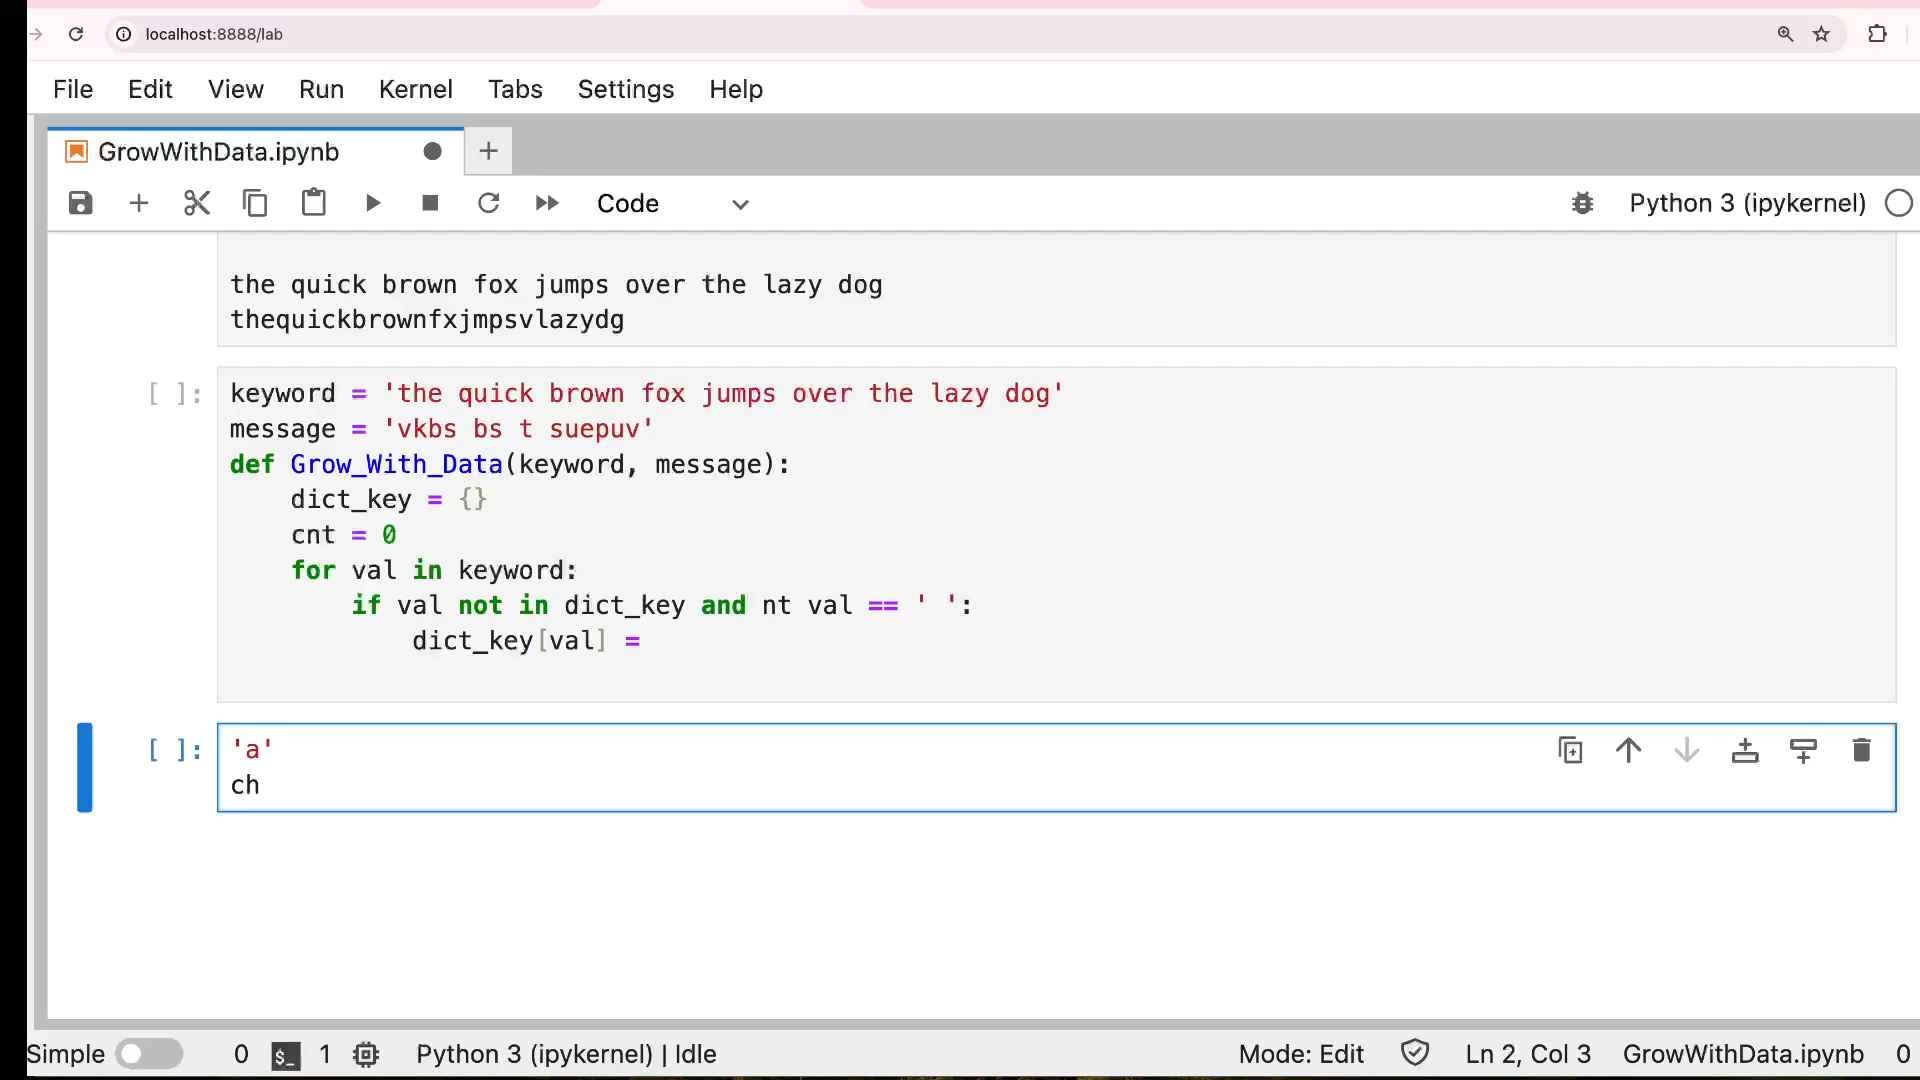 localhost:8888/lab
File Edit View Run Kernel Tabs Settings Help
GrowWithData.ipynb
Code Python 3 (ipykernel)
the quick brown fox jumps over the lazy dog
thequickbrownfxjmpsvlazydg
[ ]: keyword = 'the quick brown fox jumps over the lazy dog'
message = 'vkbs bs t suepuv'
def Grow_With_Data(keyword, message):
    dict_key = {}
    cnt = 0
    for val in keyword:
        if val not in dict_key and nt val == ' ':
            dict_key[val] =
[ ]: 'a'
ch
Simple 0 $_ 1 Python 3 (ipykernel) | Idle Mode: Edit Ln 2, Col 3 GrowWithData.ipynb 0